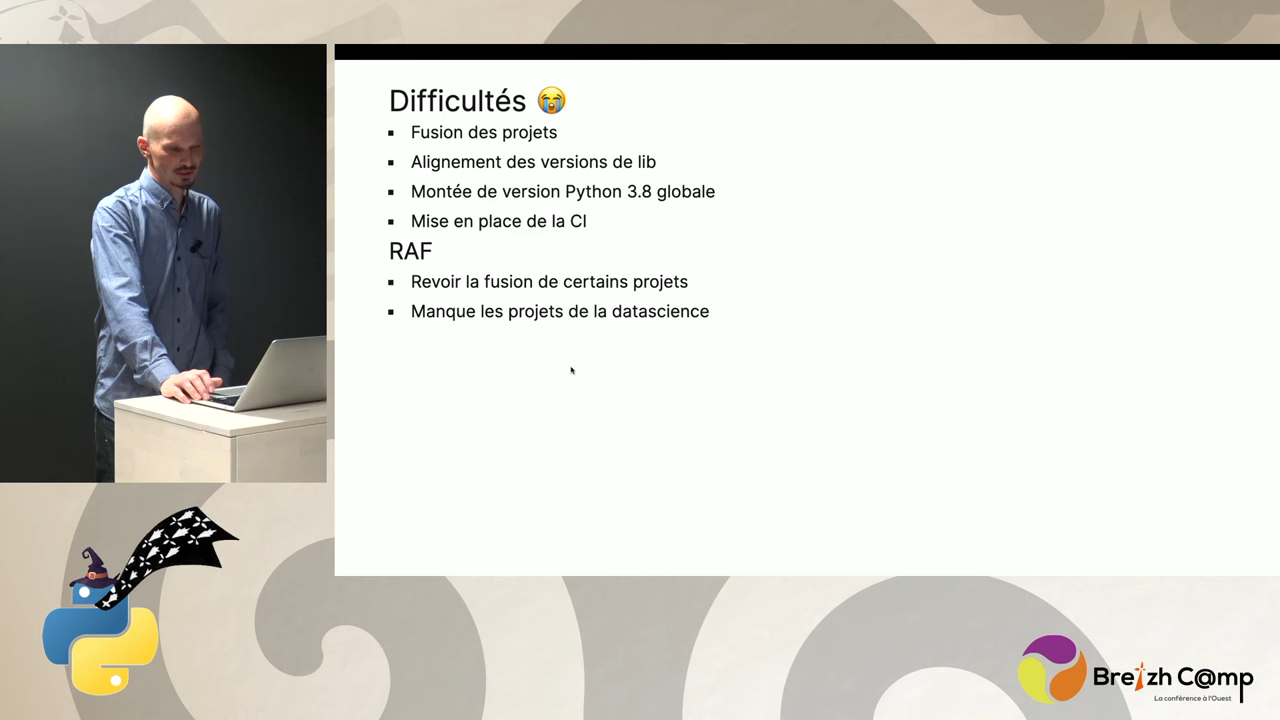 Difficultés 😭
▪ Fusion des projets
▪ Alignement des versions de lib
▪ Montée de version Python 3.8 globale
▪ Mise en place de la CI
RAF
▪ Revoir la fusion de certains projets
▪ Manque les projets de la datascience
Breizh C@mp
La conférence à l'Ouest